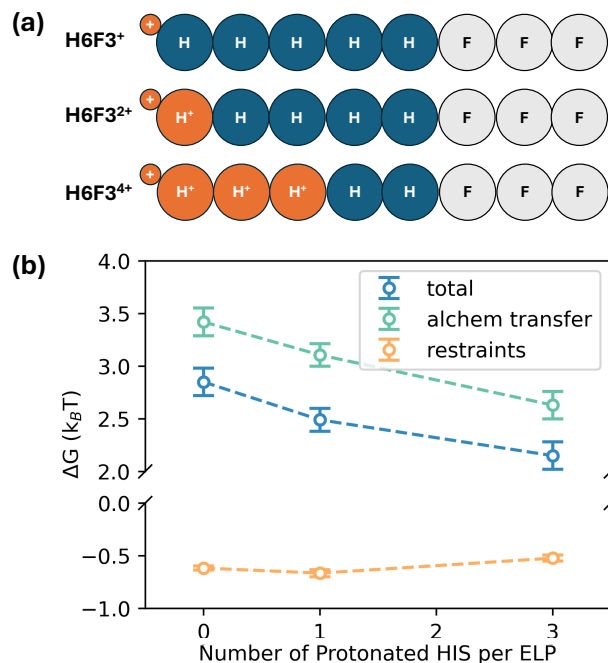 (a)
H6F3⁺ + H H H H H F F F
H6F3²⁺ + H⁺ H H H H F F F
H6F3⁴⁺ + H⁺ H⁺ H⁺ H H F F F
(b)
total
alchem transfer
restraints
ΔG (k_BT)
4.0
3.5
3.0
2.5
2.0
0.0
−0.5
−1.0
0 1 2 3
Number of Protonated HIS per ELP